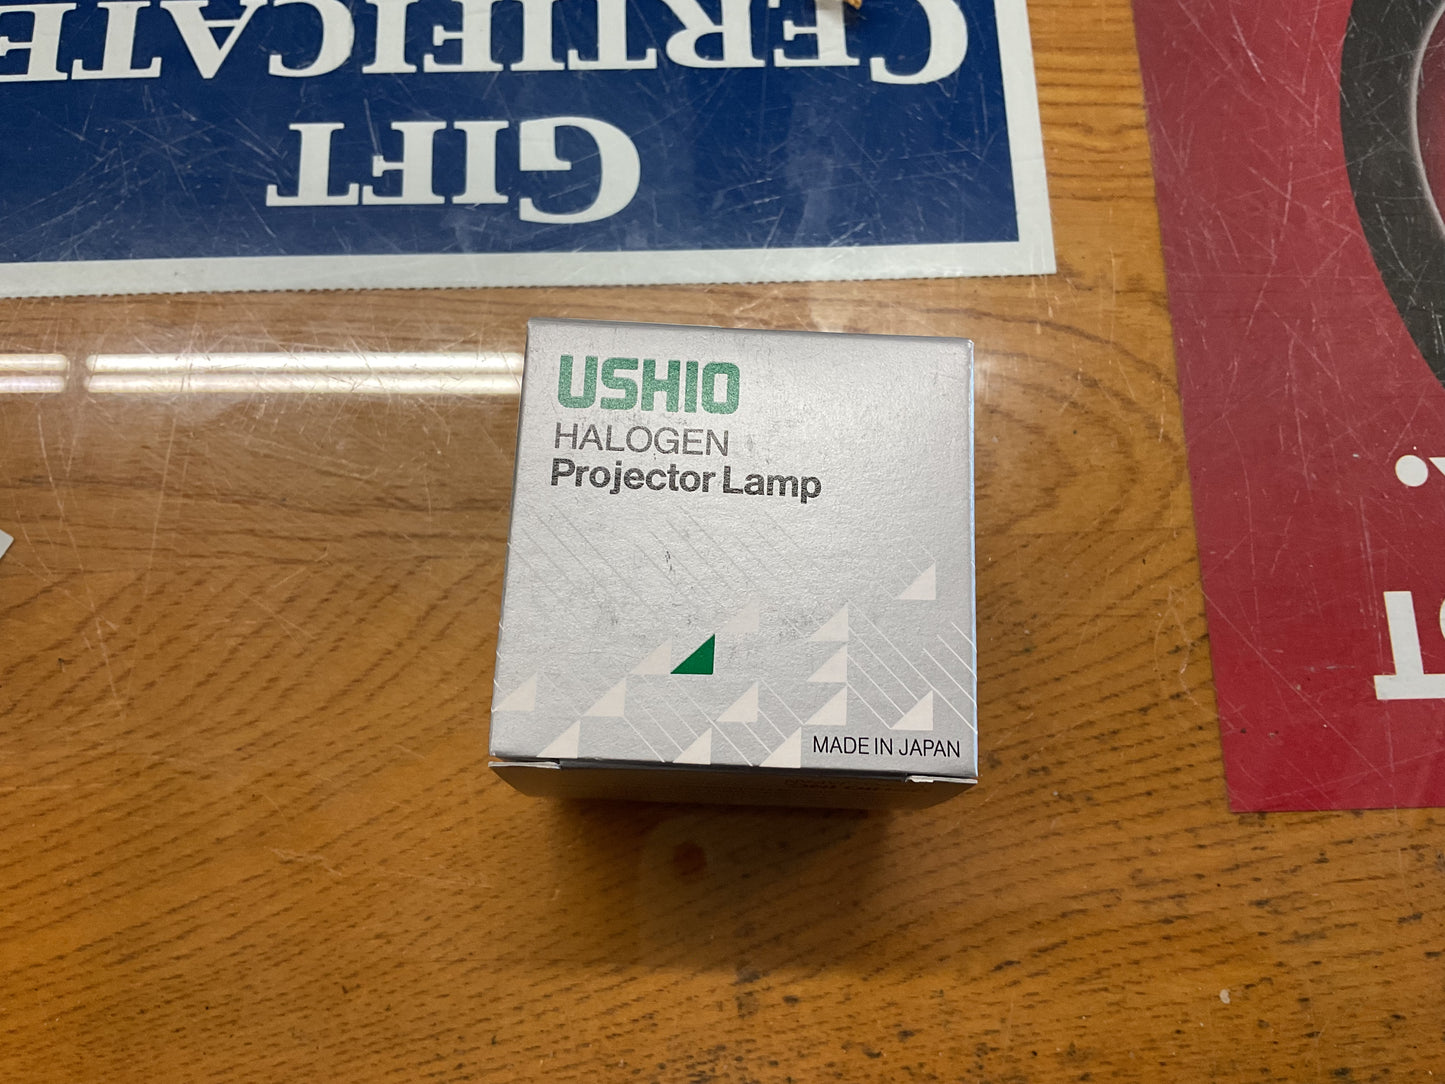 GIFT
CERTIFICATE
USHIO
HALOGEN
Projector Lamp
MADE IN JAPAN